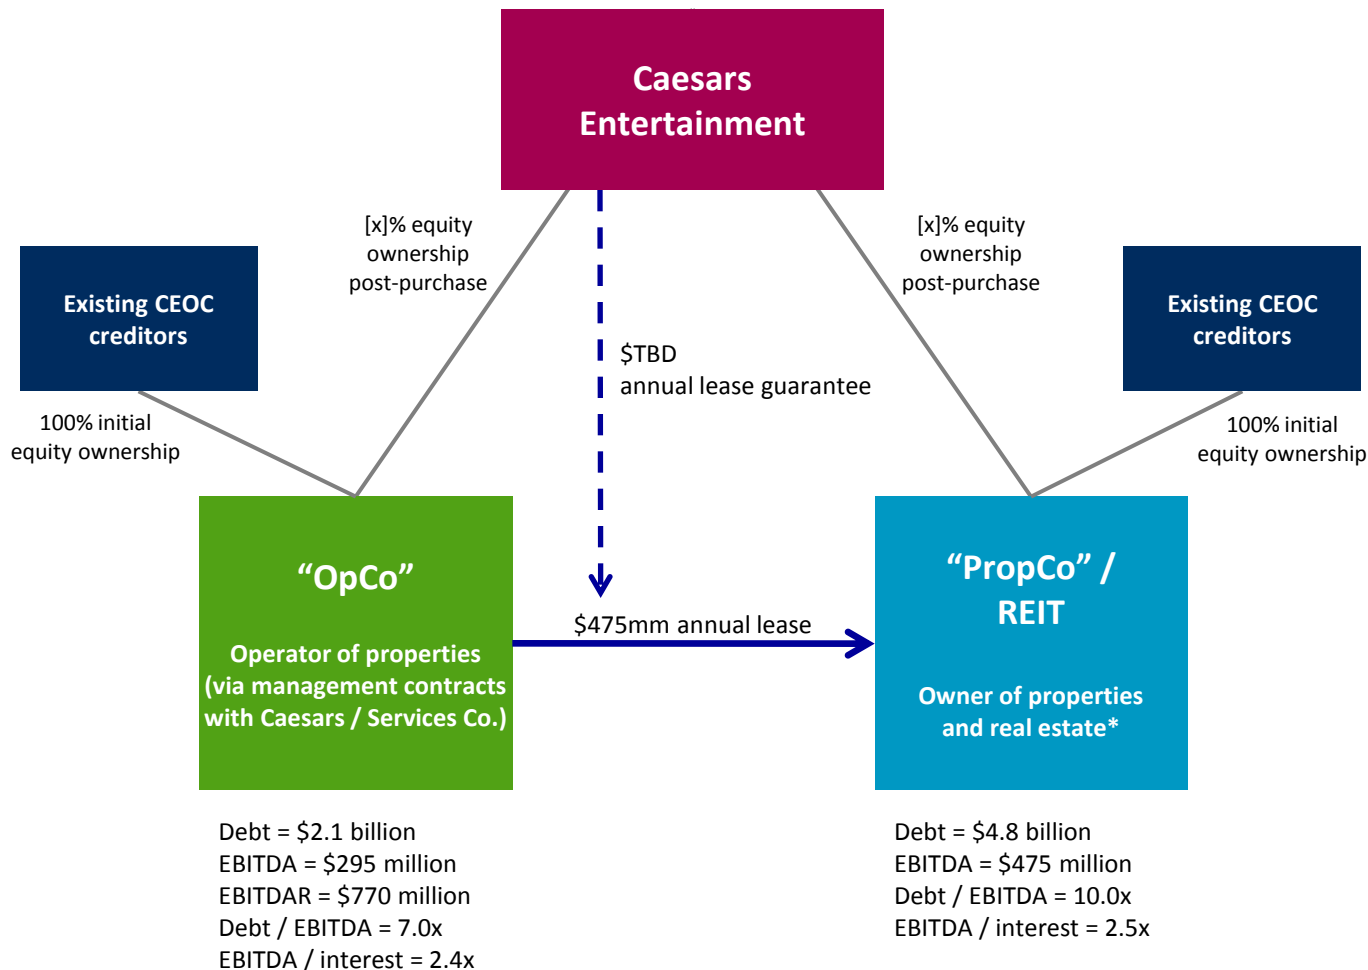 Caesars
Entertainment
[x]% equity
ownership
post-purchase
[x]% equity
ownership
post-purchase
Existing CEOC
creditors
Existing CEOC
creditors
$TBD
annual lease guarantee
100% initial
equity ownership
100% initial
equity ownership
“OpCo”
Operator of properties
(via management contracts
with Caesars / Services Co.)
$475mm annual lease
“PropCo” /
REIT
Owner of properties
and real estate*
Debt = $2.1 billion
EBITDA = $295 million
EBITDAR = $770 million
Debt / EBITDA = 7.0x
EBITDA / interest = 2.4x
Debt = $4.8 billion
EBITDA = $475 million
Debt / EBITDA = 10.0x
EBITDA / interest = 2.5x